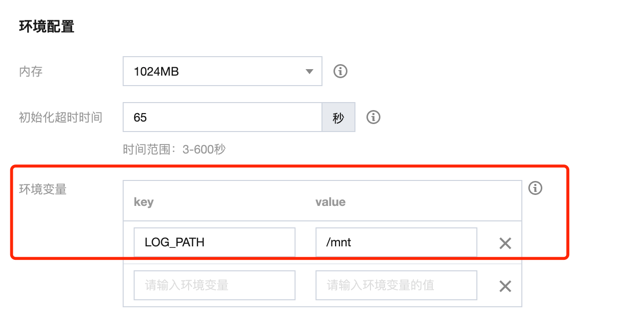 环境配置
内存
1024MB
初始化超时时间
65
秒
时间范围：3-600秒
环境变量
key
value
LOG_PATH
/mnt
请输入环境变量
请输入环境变量的值